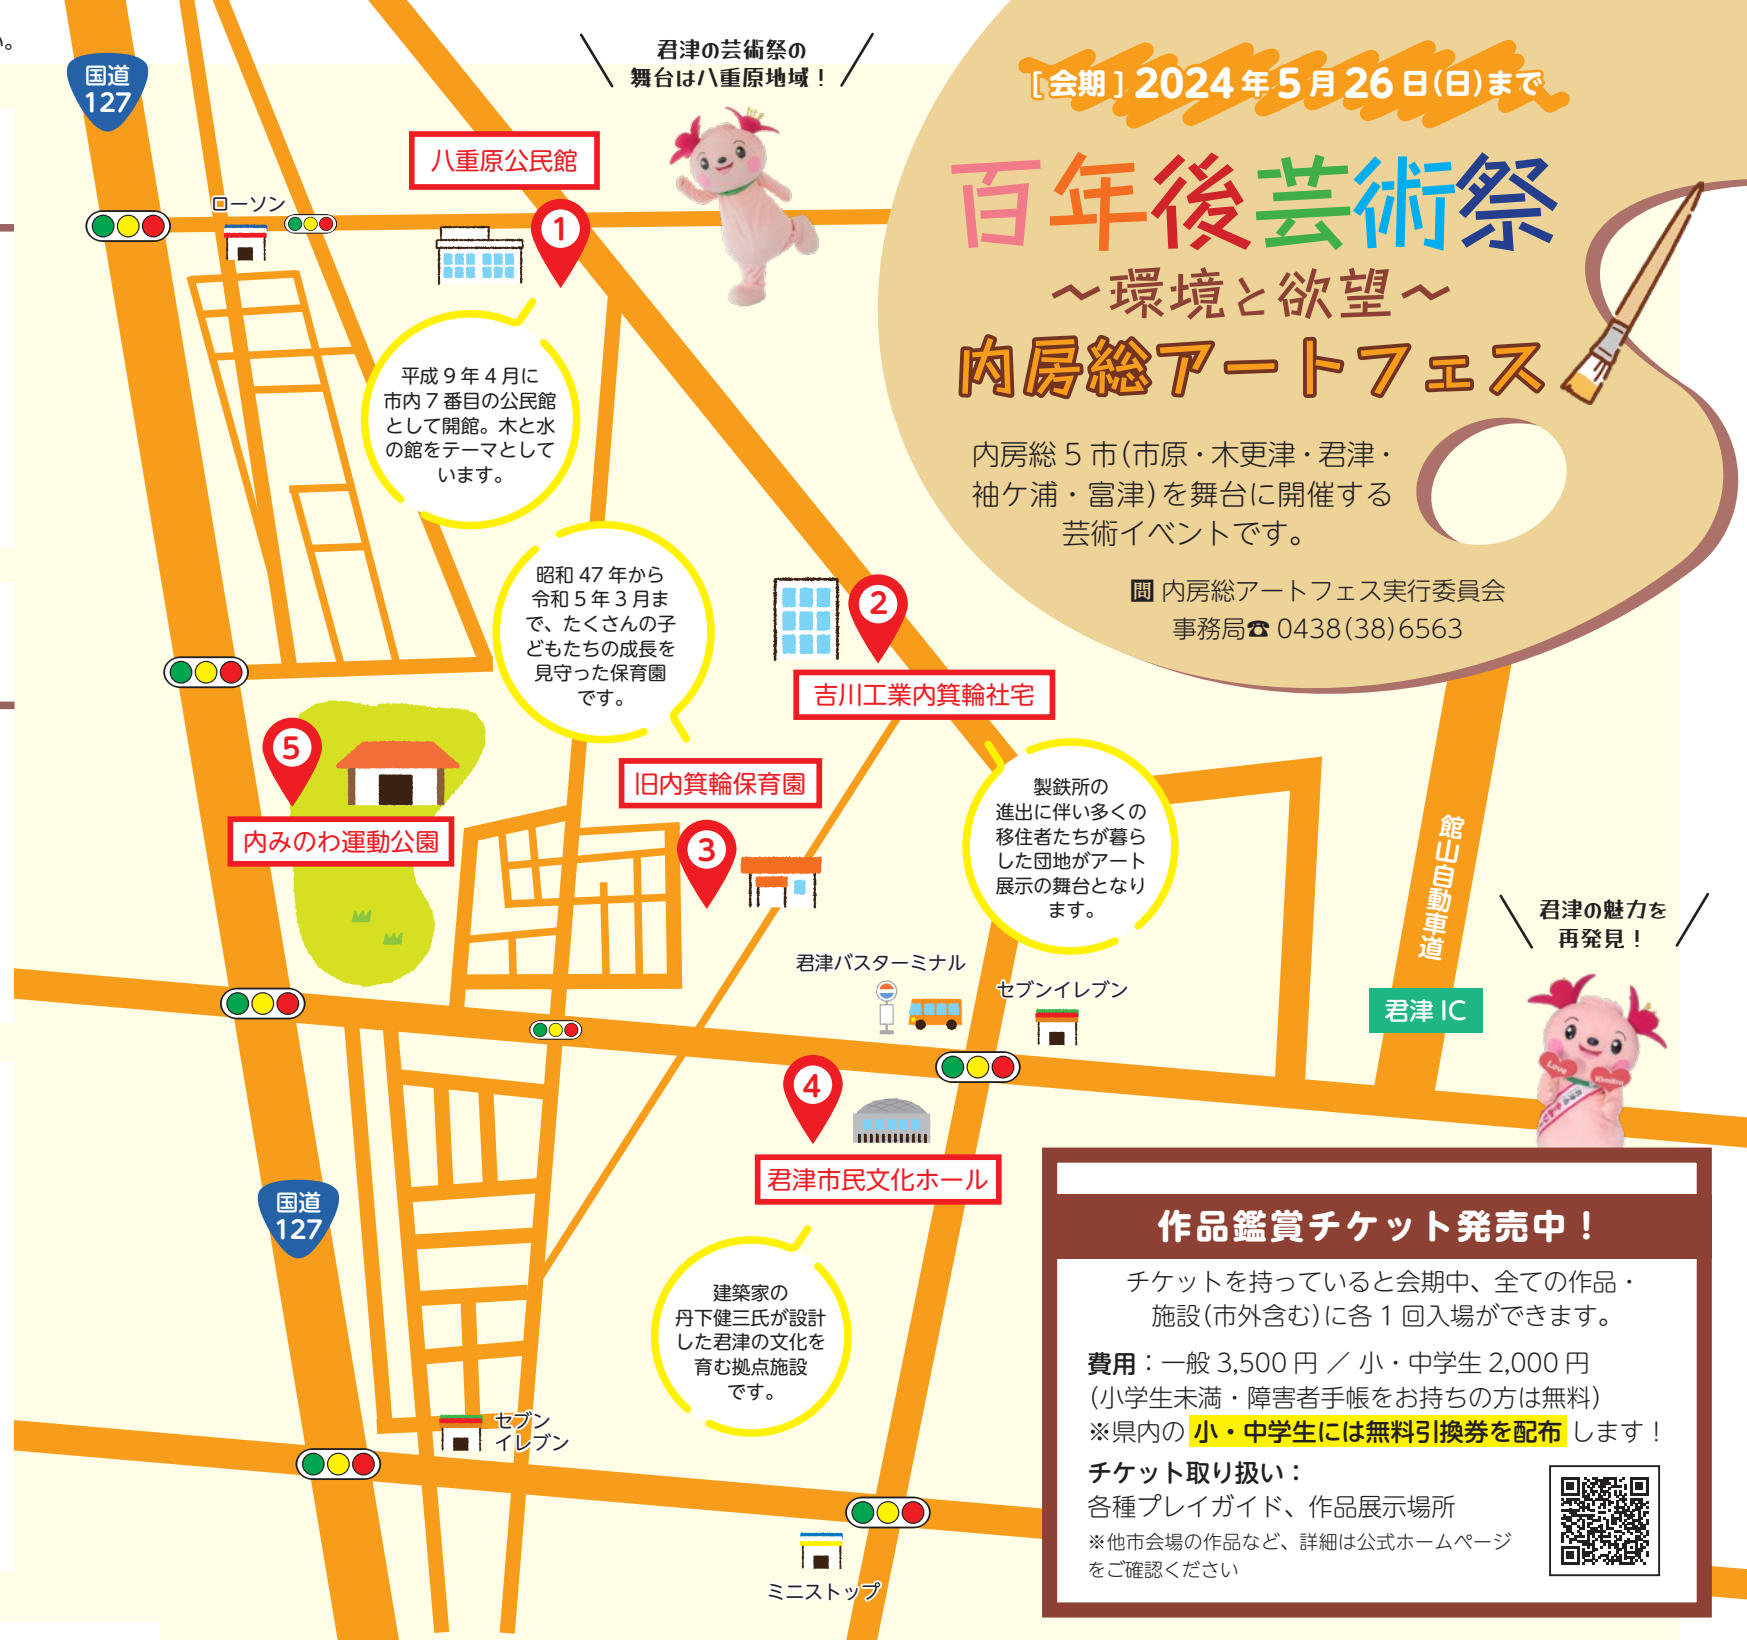 い。
国道
127
君津の芸術祭の
舞台は八重原地域！
[会期] 2024年5月26日(日)まで
百年後芸術祭
～環境と欲望～
内房総アートフェス
内房総5市(市原・木更津・君津・
袖ケ浦・富津)を舞台に開催する
芸術イベントです。
問 内房総アートフェス実行委員会
事務局☎ 0438(38)6563
八重原公民館
ローソン
1
平成9年4月に
市内7番目の公民館
として開館。木と水
の館をテーマとして
います。
昭和47年から
令和5年3月ま
で、たくさんの子
どもたちの成長を
見守った保育園
です。
2
吉川工業内箕輪社宅
5
内みのわ運動公園
旧内箕輪保育園
3
製鉄所の
進出に伴い多くの
移住者たちが暮ら
した団地がアート
展示の舞台となり
ます。
館山自動車道
君津の魅力を
再発見！
君津バスターミナル
セブンイレブン
君津IC
Love
Kimitsu
4
君津市民文化ホール
国道
127
建築家の
丹下健三氏が設計
した君津の文化を
育む拠点施設
です。
セブン
イレブン
ミニストップ
作品鑑賞チケット発売中！
チケットを持っていると会期中、全ての作品・
施設(市外含む)に各1回入場ができます。
費用：一般3,500円 ／ 小・中学生2,000円
(小学生未満・障害者手帳をお持ちの方は無料)
※県内の 小・中学生には無料引換券を配布 します！
チケット取り扱い：
各種プレイガイド、作品展示場所
※他市会場の作品など、詳細は公式ホームページ
をご確認ください